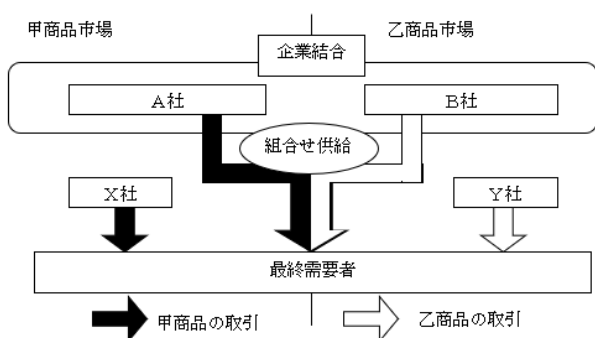 甲商品市場
乙商品市場
企業結合
A社
B社
組合せ供給
X社
Y社
最終需要者
甲商品の取引
乙商品の取引